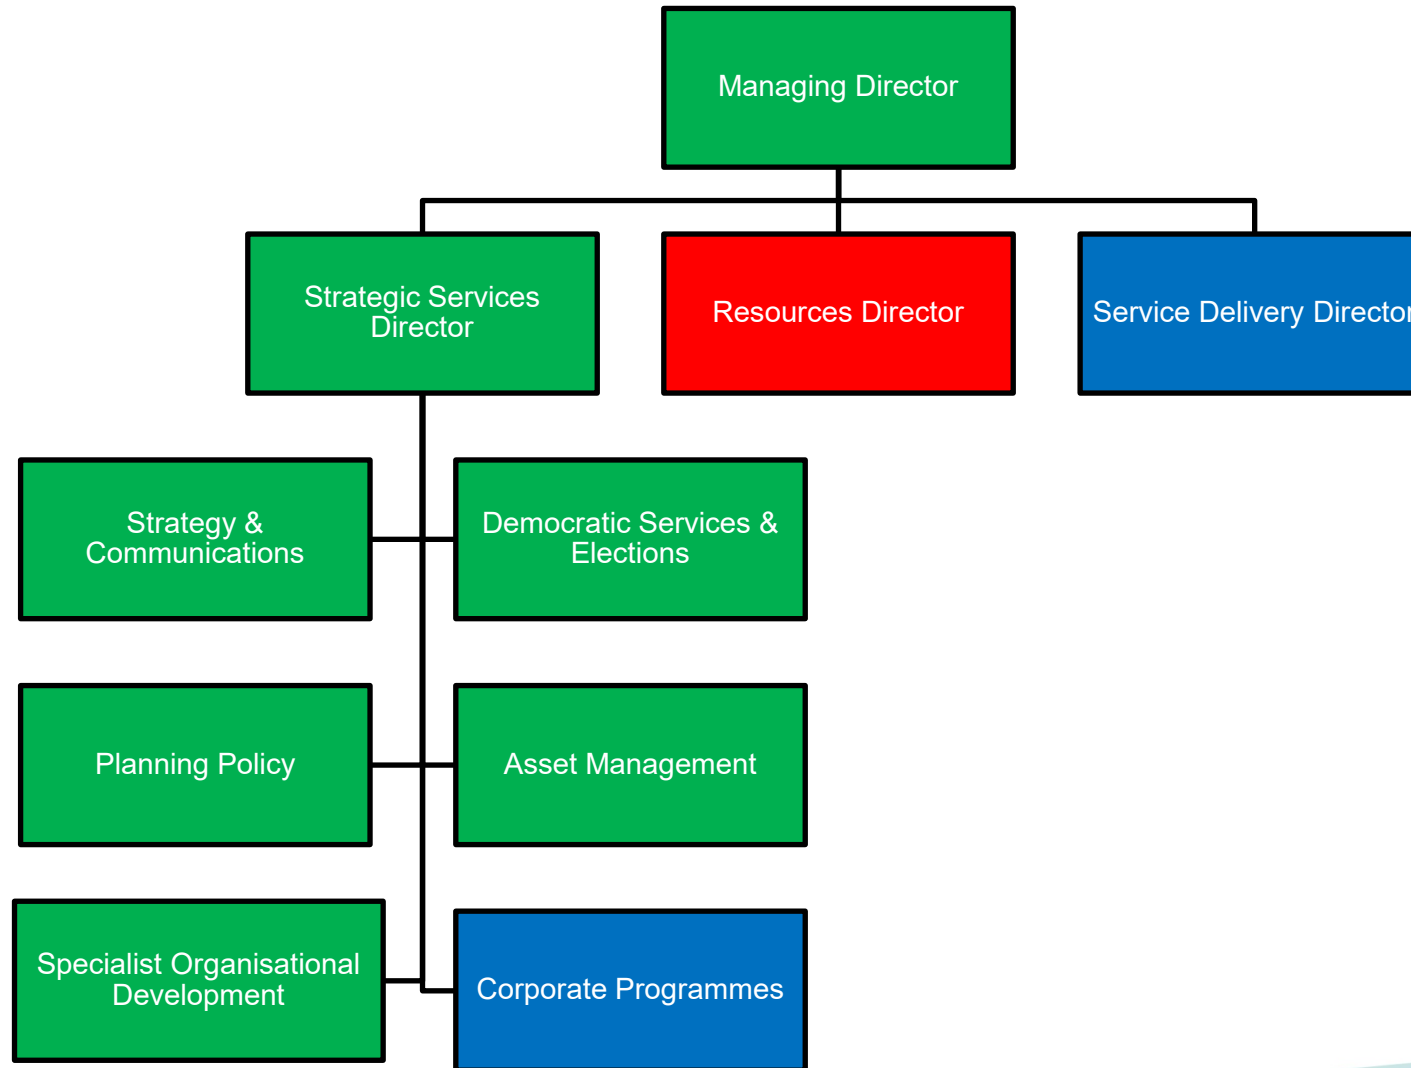 Managing Director
Strategic Services
Director
Resources Director
Service Delivery Director
Strategy &
Communications
Democratic Services &
Elections
Planning Policy
Asset Management
Specialist Organisational
Development
Corporate Programmes